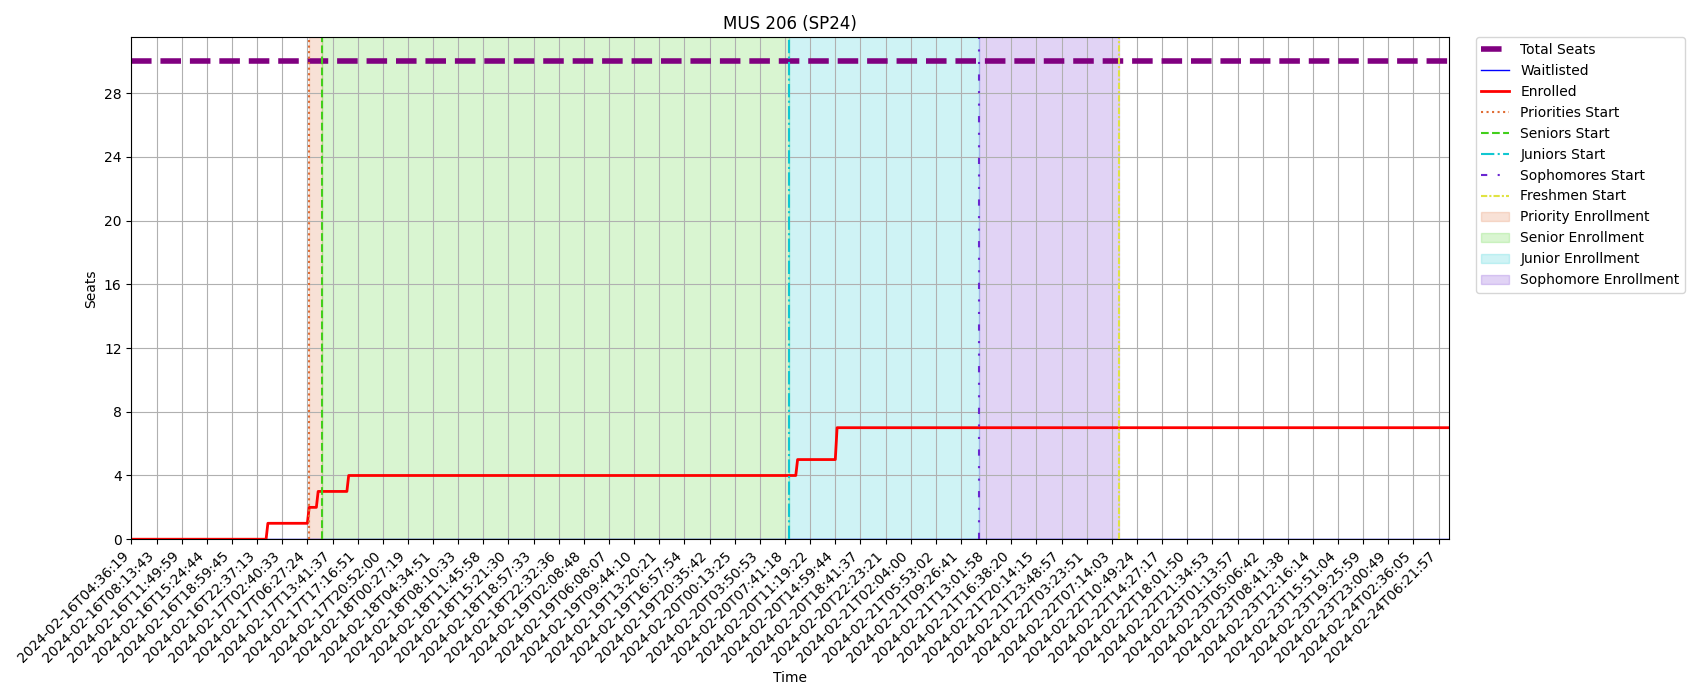 MUS 206 (SP24)
Total Seats
Waitlisted
Enrolled
Priorities Start
Seniors Start
Juniors Start
Sophomores Start
Freshmen Start
Priority Enrollment
Senior Enrollment
Junior Enrollment
Sophomore Enrollment
Seats
28
24
20
16
12
8
4
0
2024-02-16T04:36:19
2024-02-16T08:13:43
2024-02-16T11:49:59
2024-02-16T15:24:44
2024-02-16T18:59:45
2024-02-16T22:37:13
2024-02-17T02:40:33
2024-02-17T06:27:24
2024-02-17T13:41:37
2024-02-17T17:16:51
2024-02-17T20:52:00
2024-02-18T00:27:19
2024-02-18T04:34:51
2024-02-18T08:10:33
2024-02-18T11:45:58
2024-02-18T15:21:30
2024-02-18T18:57:33
2024-02-18T22:32:36
2024-02-19T02:08:48
2024-02-19T06:08:07
2024-02-19T09:44:10
2024-02-19T13:20:21
2024-02-19T16:57:54
2024-02-19T20:35:42
2024-02-20T00:13:25
2024-02-20T03:50:53
2024-02-20T07:41:18
2024-02-20T11:19:22
2024-02-20T14:59:44
2024-02-20T18:41:37
2024-02-20T22:23:21
2024-02-21T02:04:00
2024-02-21T05:53:02
2024-02-21T09:26:41
2024-02-21T13:01:58
2024-02-21T16:38:20
2024-02-21T20:14:15
2024-02-21T23:48:57
2024-02-22T03:23:51
2024-02-22T07:14:03
2024-02-22T10:49:24
2024-02-22T14:27:17
2024-02-22T18:01:50
2024-02-22T21:34:53
2024-02-23T01:13:57
2024-02-23T05:06:42
2024-02-23T08:41:38
2024-02-23T12:16:14
2024-02-23T15:51:04
2024-02-23T19:25:59
2024-02-23T23:00:49
2024-02-24T02:36:05
2024-02-24T06:21:57
Time